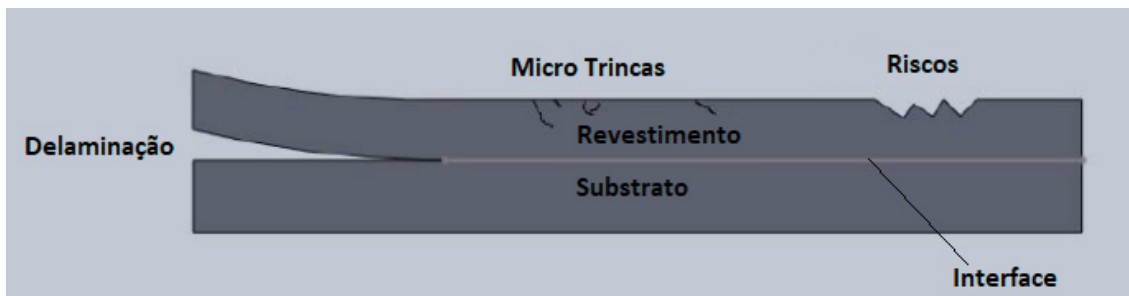 Micro Trincas
Riscos
Delaminação
Revestimento
Substrato
Interface